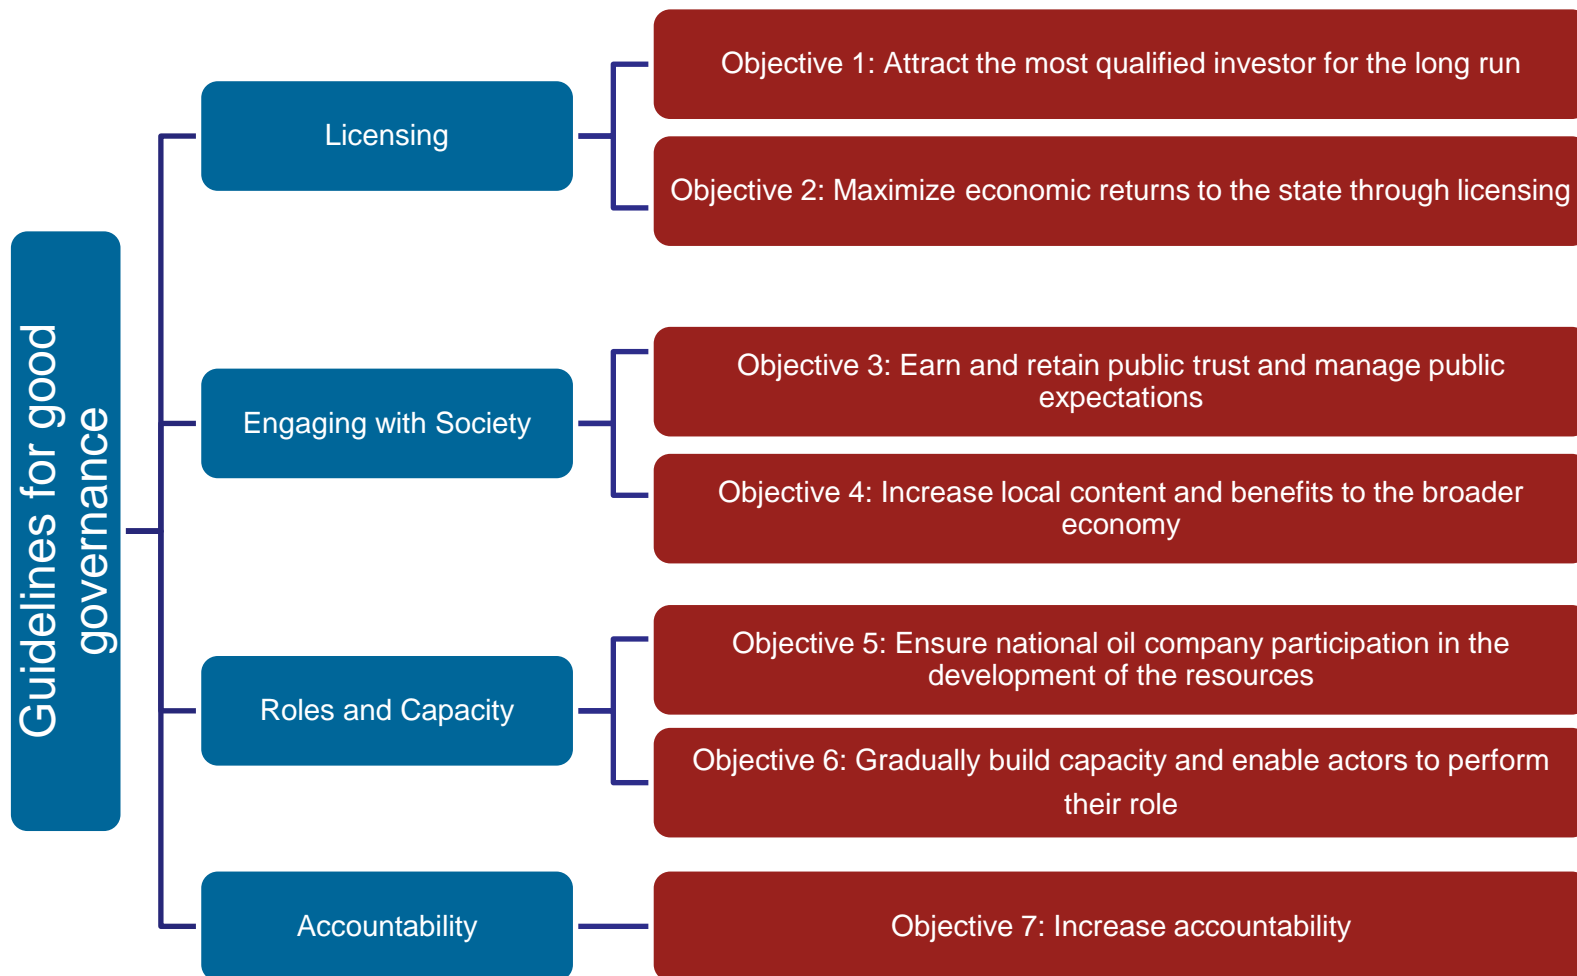 Guidelines for good
governance
Licensing
Objective 1: Attract the most qualified investor for the long run
Objective 2: Maximize economic returns to the state through licensing
Engaging with Society
Objective 3: Earn and retain public trust and manage public
expectations
Objective 4: Increase local content and benefits to the broader
economy
Roles and Capacity
Objective 5: Ensure national oil company participation in the
development of the resources
Objective 6: Gradually build capacity and enable actors to perform
their role
Accountability
Objective 7: Increase accountability